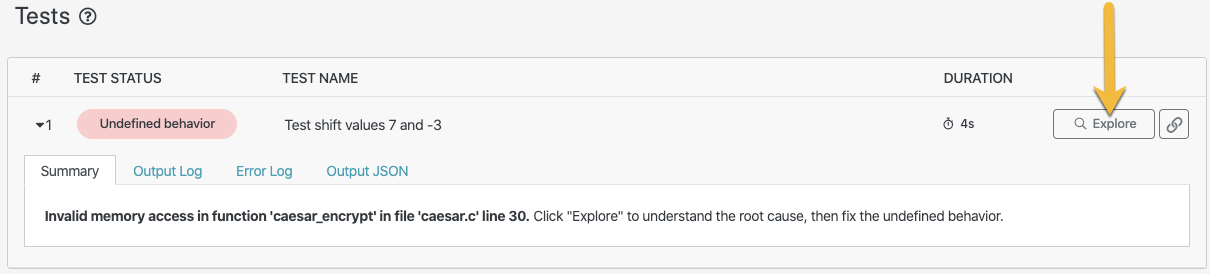 Tests ?
# TEST STATUS TEST NAME DURATION
1 Undefined behavior Test shift values 7 and -3 4s Explore
Summary Output Log Error Log Output JSON
Invalid memory access in function 'caesar_encrypt' in file 'caesar.c' line 30. Click "Explore" to understand the root cause, then fix the undefined behavior.